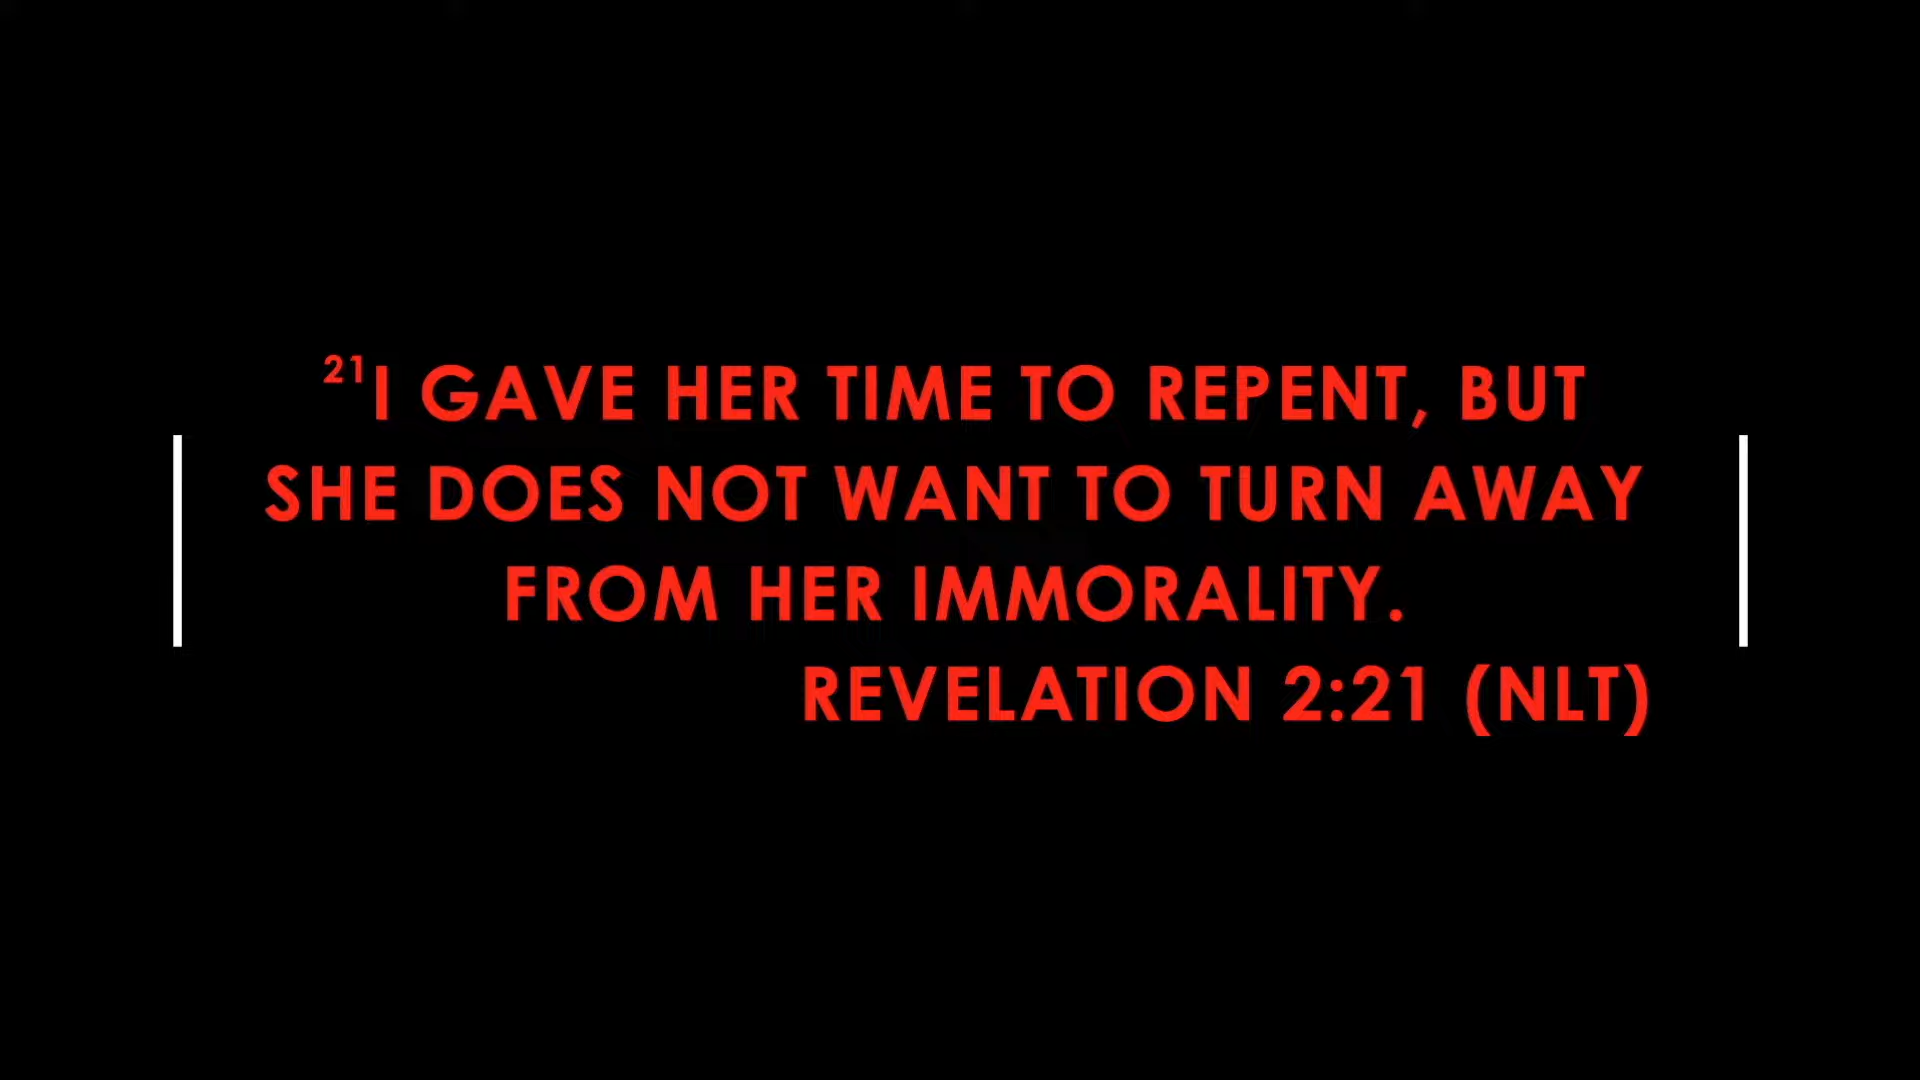 ²¹I GAVE HER TIME TO REPENT, BUT
SHE DOES NOT WANT TO TURN AWAY
FROM HER IMMORALITY.
REVELATION 2:21 (NLT)